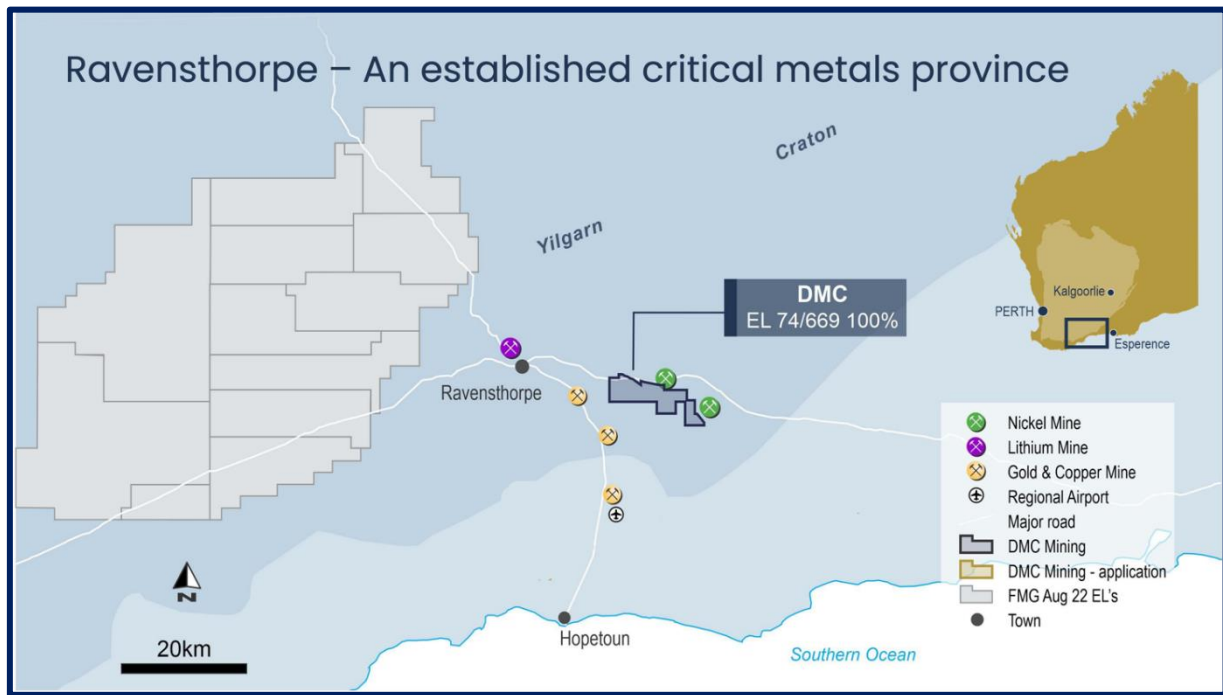 Ravensthorpe – An established critical metals province
Craton
Yilgarn
DMC
EL 74/669 100%
Kalgoorlie
PERTH
Esperence
Ravensthorpe
Nickel Mine
Lithium Mine
Gold & Copper Mine
Regional Airport
Major road
DMC Mining
DMC Mining - application
FMG Aug 22 EL's
Town
N
20km
Hopetoun
Southern Ocean